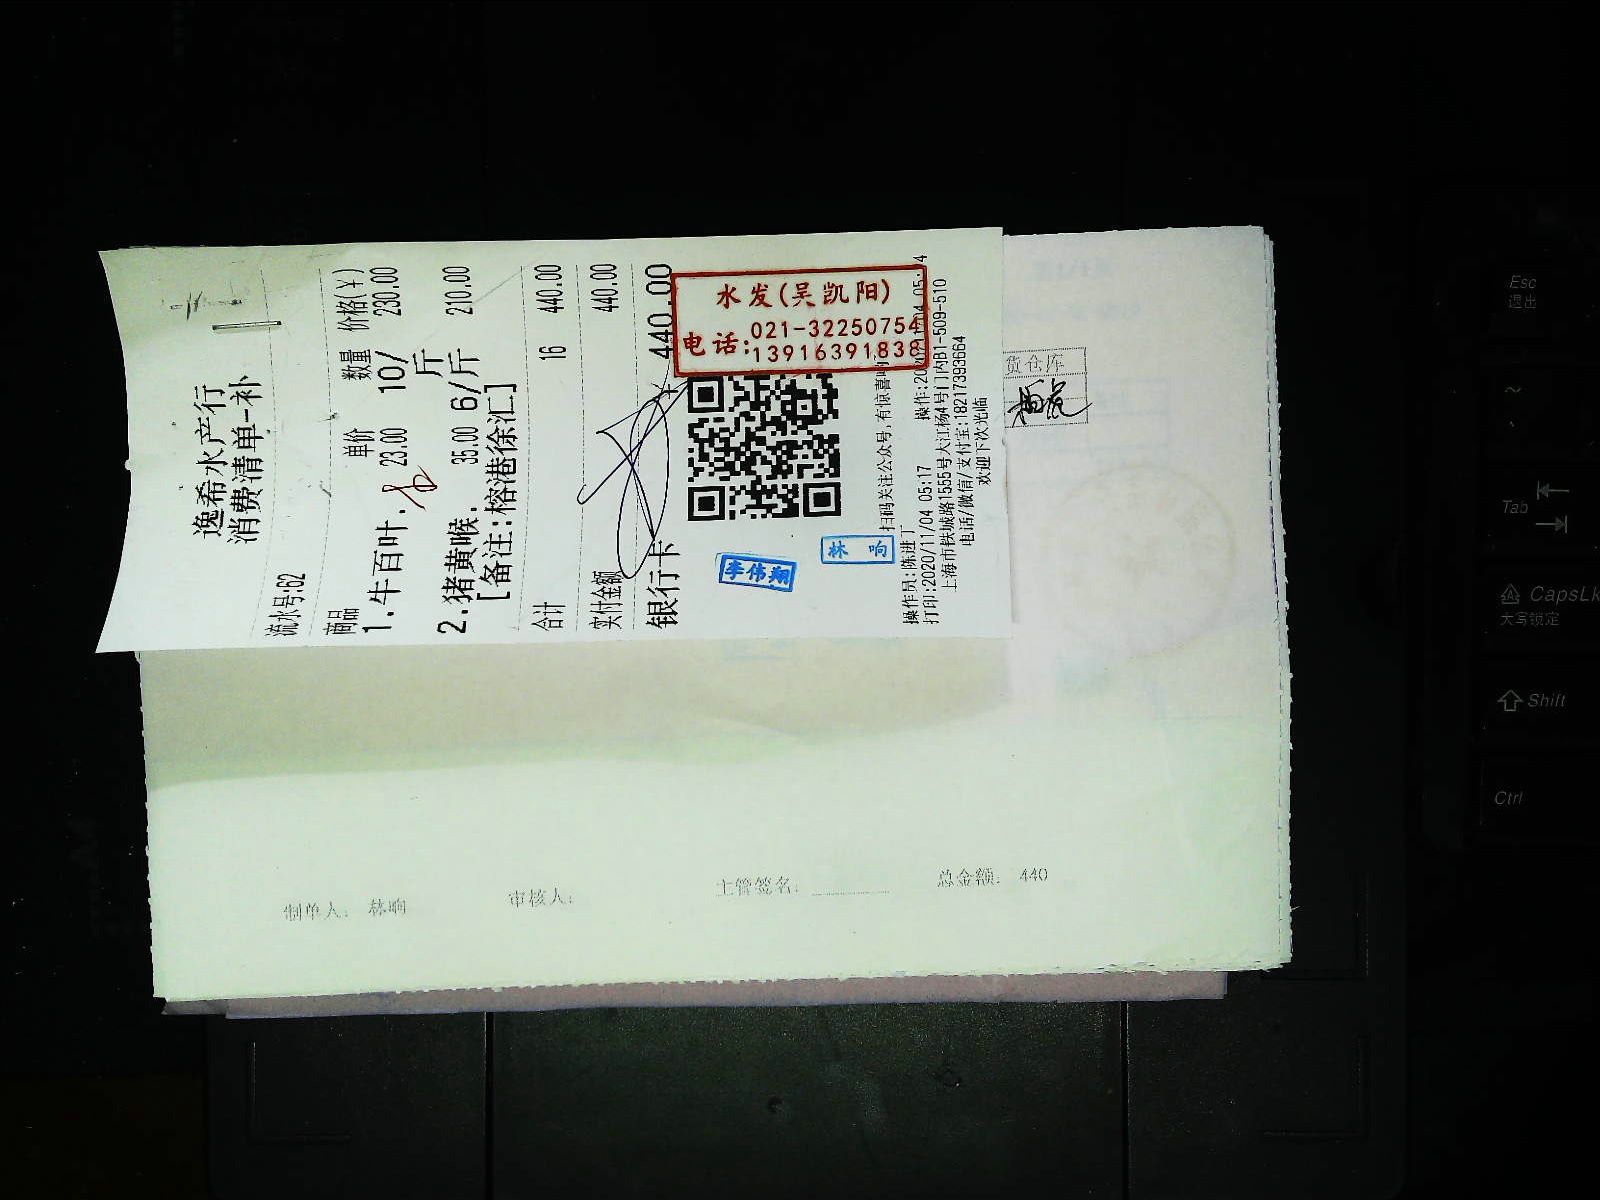 逸希水产行
消费清单-补
流水号:62
商品 单价 数量 价格(¥)
1.牛百叶. 23.00 10/斤 230.00
2.猪黄喉. 35.00 6/斤 210.00
[备注:榕港徐汇]
合计 16 440.00
实付金额 440.00
银行卡 ¥ 440.00
水发(吴凯阳)
电话:021-32250754
13916391838
李伟翔
林 响
扫码关注公众号,有惊喜
操作员:陈进丁
打印:2020/11/04 05:17
上海市铁城路1555号大江杨4号门内B1-509-510
电话/微信/支付宝:18217393664
欢迎下次光临
货仓库
制单人: 林响
审核人:
主管签名:
总金额: 440
Esc
退出
~
Tab
CapsLk
大写锁定
Shift
Ctrl